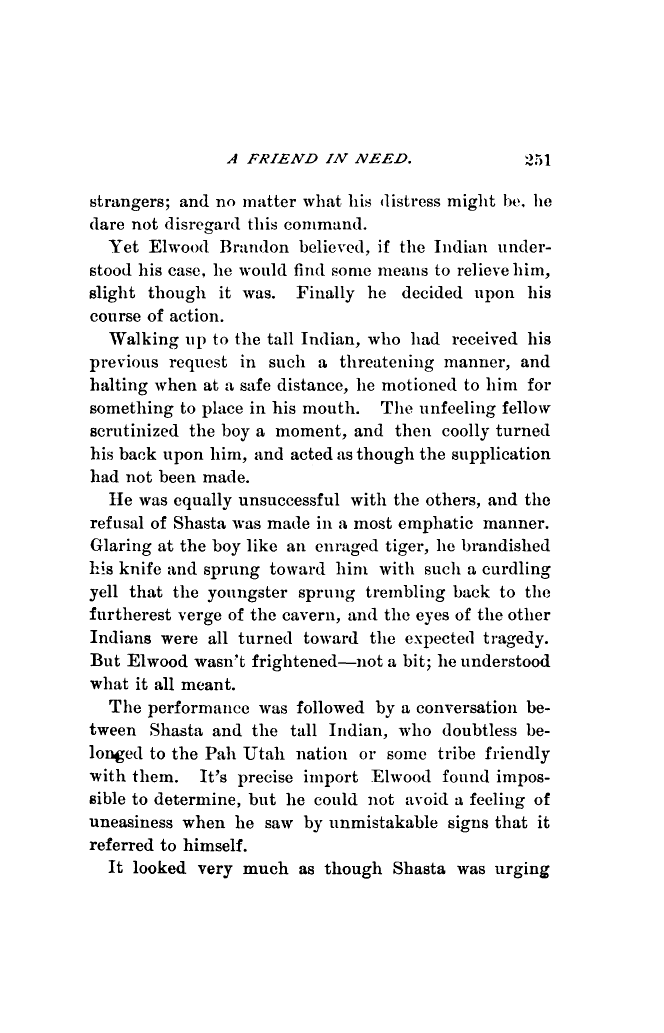 A FRIEND IN NEED. 251
strangers; and no matter what his distress might be, he
dare not disregard this command.
Yet Elwood Brandon believed, if the Indian under-
stood his case, he would find some means to relieve him,
slight though it was. Finally he decided upon his
course of action.
Walking up to the tall Indian, who had received his
previous request in such a threatening manner, and
halting when at a safe distance, he motioned to him for
something to place in his mouth. The unfeeling fellow
scrutinized the boy a moment, and then coolly turned
his back upon him, and acted as though the supplication
had not been made.
He was equally unsuccessful with the others, and the
refusal of Shasta was made in a most emphatic manner.
Glaring at the boy like an enraged tiger, he brandished
his knife and sprung toward him with such a curdling
yell that the youngster sprung trembling back to the
furtherest verge of the cavern, and the eyes of the other
Indians were all turned toward the expected tragedy.
But Elwood wasn't frightened—not a bit; he understood
what it all meant.
The performance was followed by a conversation be-
tween Shasta and the tall Indian, who doubtless be-
longed to the Pah Utah nation or some tribe friendly
with them. It's precise import Elwood found impos-
sible to determine, but he could not avoid a feeling of
uneasiness when he saw by unmistakable signs that it
referred to himself.
It looked very much as though Shasta was urging